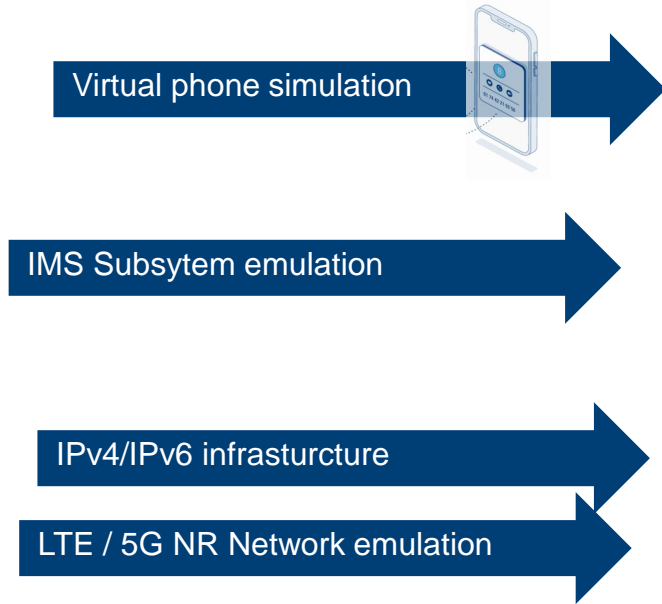 Virtual phone simulation
IMS Subsytem emulation
IPv4/IPv6 infrasturcture
LTE / 5G NR Network emulation